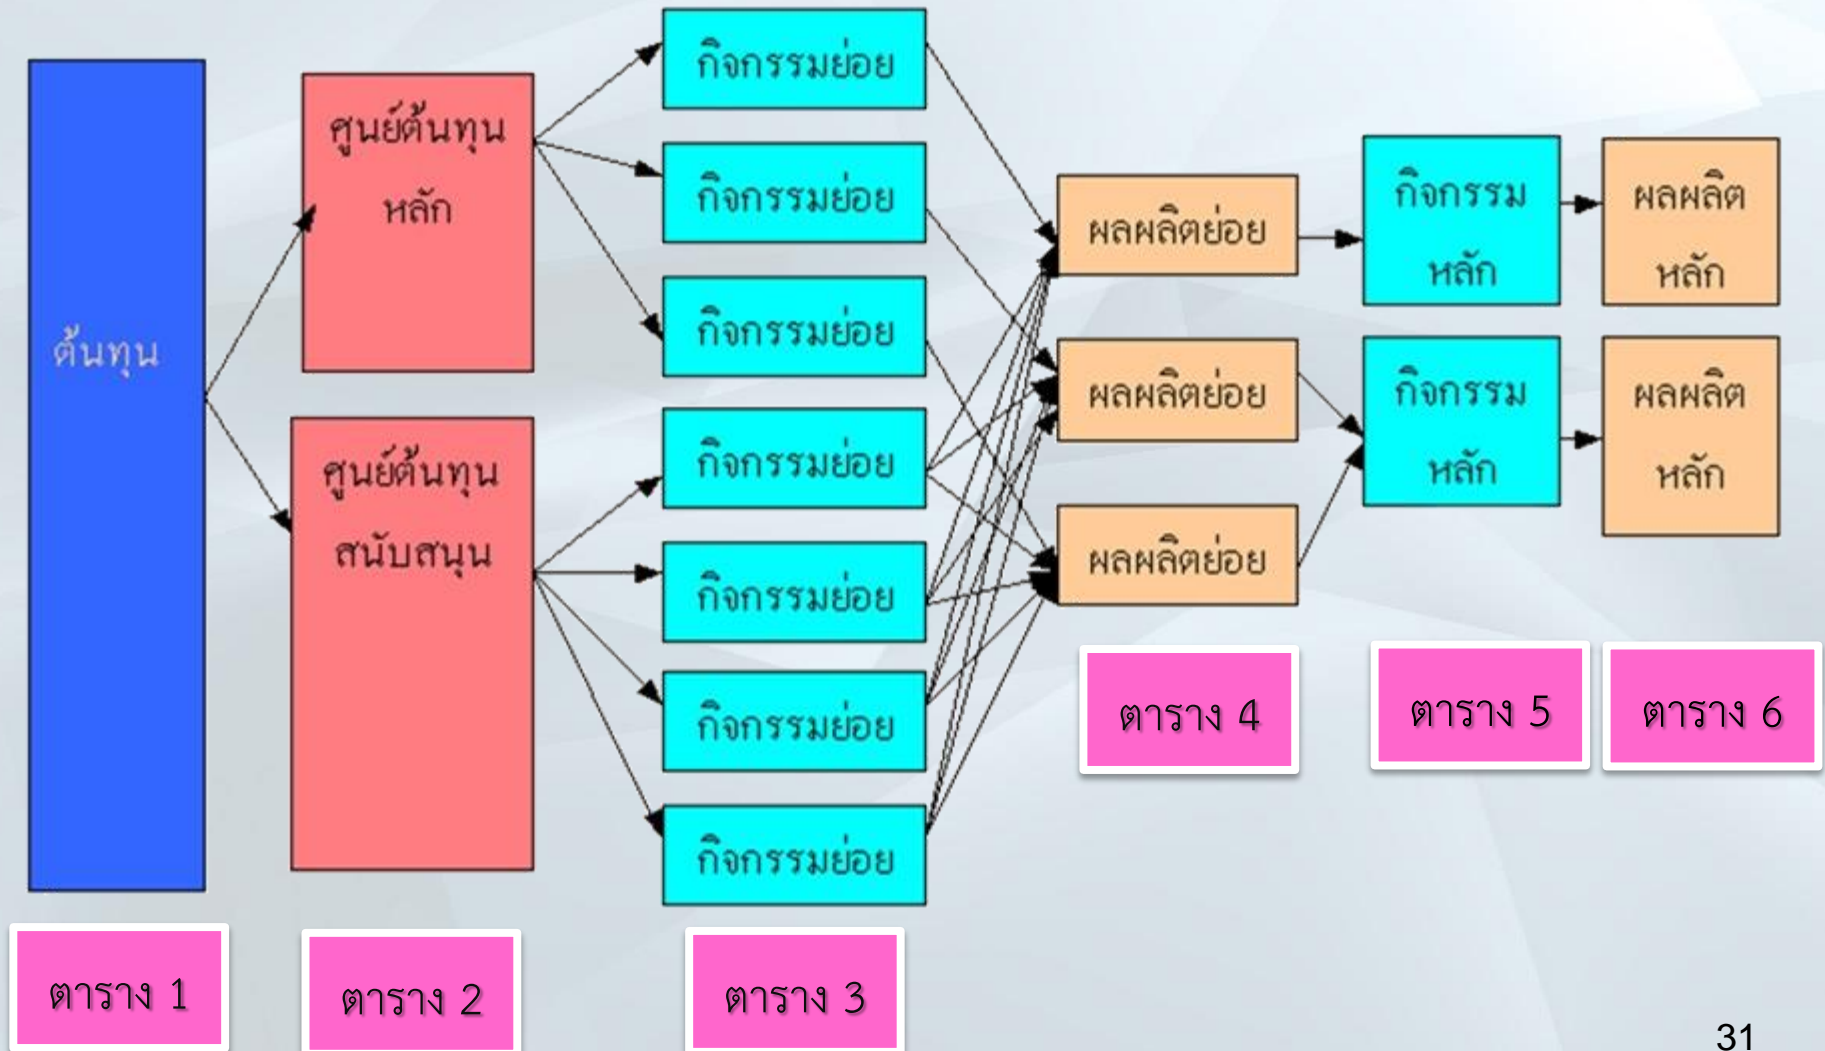 ต้นทุน
ศูนย์ต้นทุน
หลัก
ศูนย์ต้นทุน
สนับสนุน
กิจกรรมย่อย
กิจกรรมย่อย
กิจกรรมย่อย
กิจกรรมย่อย
กิจกรรมย่อย
กิจกรรมย่อย
กิจกรรมย่อย
ผลผลิตย่อย
ผลผลิตย่อย
ผลผลิตย่อย
กิจกรรม
หลัก
กิจกรรม
หลัก
ผลผลิต
หลัก
ผลผลิต
หลัก
ตาราง 1
ตาราง 2
ตาราง 3
ตาราง 4
ตาราง 5
ตาราง 6
31